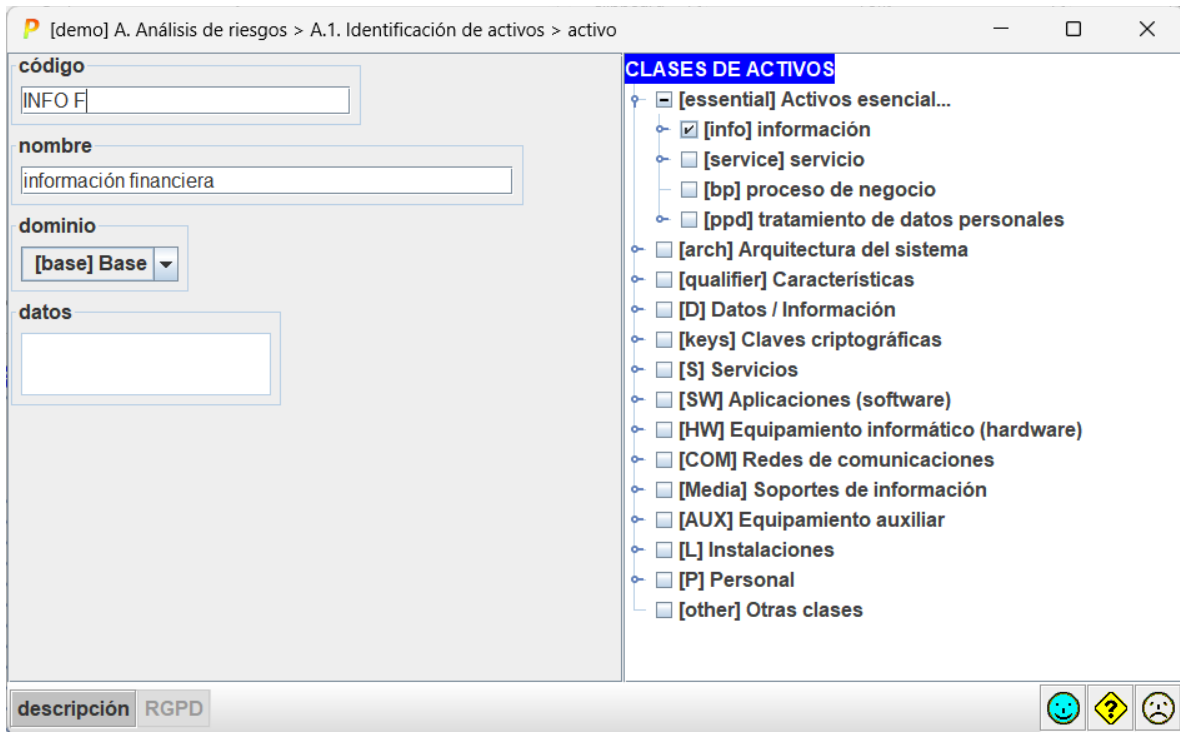 [demo] A. Análisis de riesgos > A.1. Identificación de activos > activo
código
INFO F
nombre
información financiera
dominio
[base] Base
datos
CLASES DE ACTIVOS
[essential] Activos esencial...
[info] información
[service] servicio
[bp] proceso de negocio
[ppd] tratamiento de datos personales
[arch] Arquitectura del sistema
[qualifier] Características
[D] Datos / Información
[keys] Claves criptográficas
[S] Servicios
[SW] Aplicaciones (software)
[HW] Equipamiento informático (hardware)
[COM] Redes de comunicaciones
[Media] Soportes de información
[AUX] Equipamiento auxiliar
[L] Instalaciones
[P] Personal
[other] Otras clases
descripción RGPD